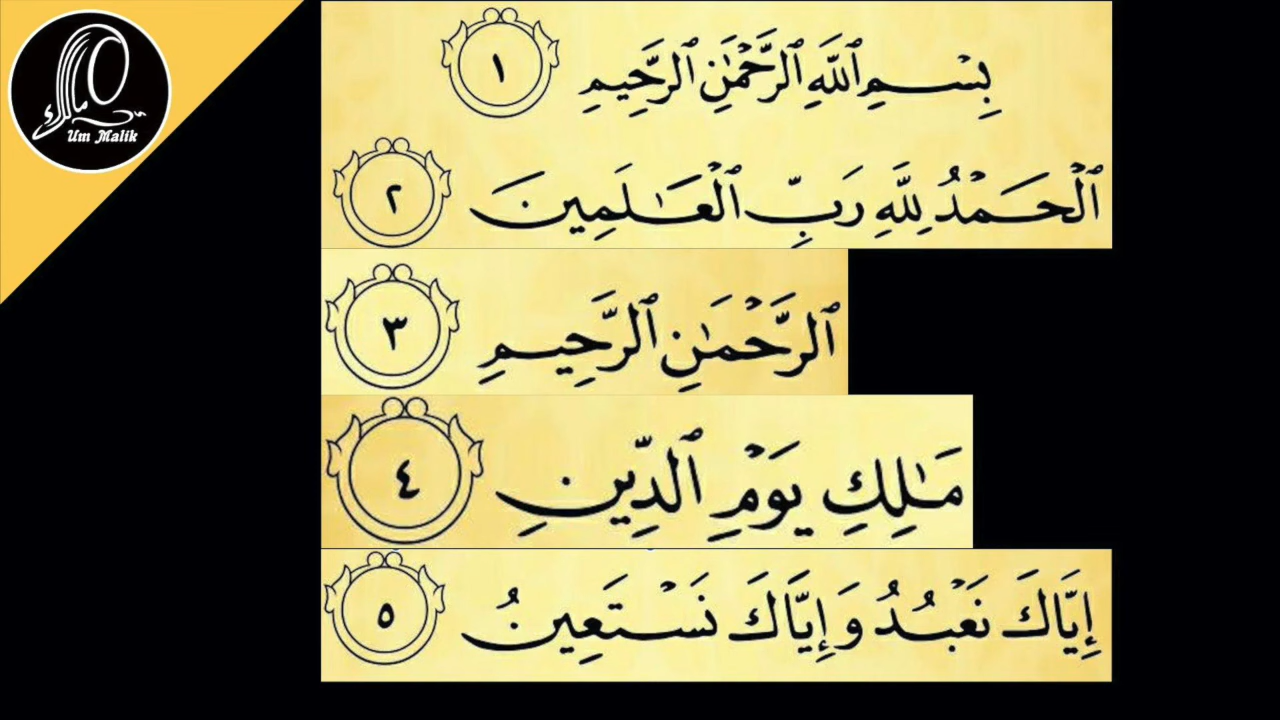 بِسْمِ ٱللَّهِ ٱلرَّحْمَٰنِ ٱلرَّحِيمِ ١
ٱلْحَمْدُ لِلَّهِ رَبِّ ٱلْعَـٰلَمِينَ ٢
ٱلرَّحْمَٰنِ ٱلرَّحِيمِ ٣
مَـٰلِكِ يَوْمِ ٱلدِّينِ ٤
إِيَّاكَ نَعْبُدُ وَإِيَّاكَ نَسْتَعِينُ ٥
Um Malik